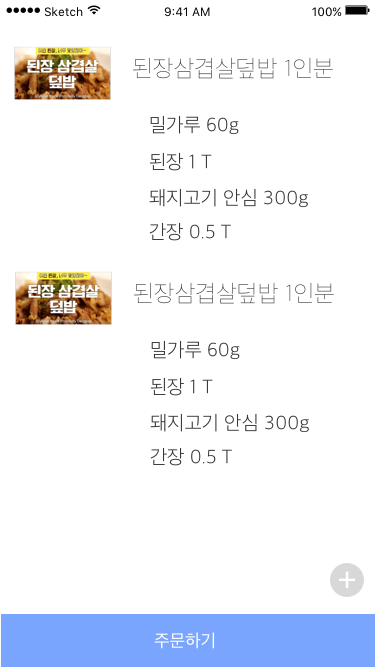 Sketch 9:41 AM 100%
된장 삼겹살
덮밥
된장삼겹살덮밥 1인분
밀가루 60g
된장 1 T
돼지고기 안심 300g
간장 0.5 T
된장 삼겹살
덮밥
된장삼겹살덮밥 1인분
밀가루 60g
된장 1 T
돼지고기 안심 300g
간장 0.5 T
주문하기